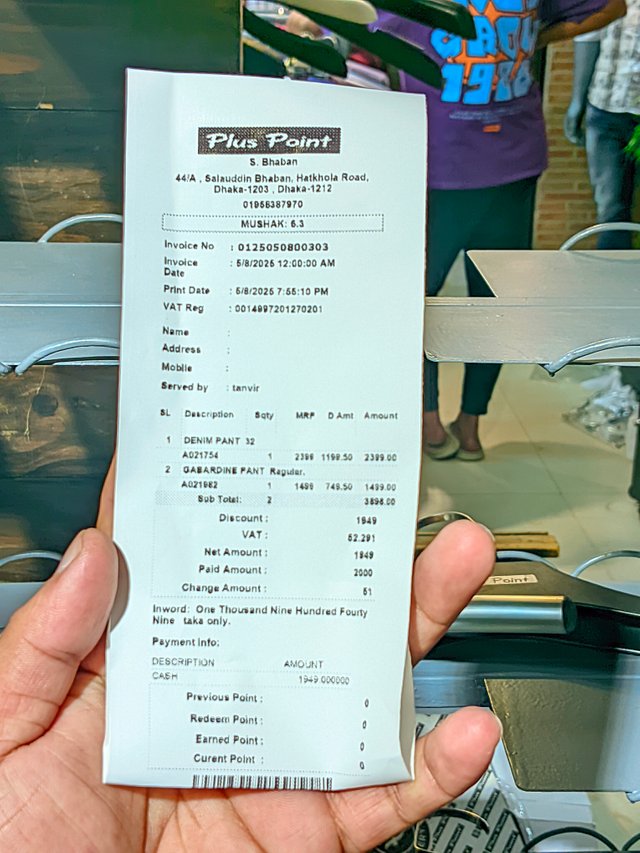 1986
Plus Point
S. Bhaban
44/A , Salauddin Bhaban, Hatkhola Road,
Dhaka-1203 , Dhaka-1212
01956387970
MUSHAK: 6.3
Invoice No : 0125050800303
Invoice Date : 5/8/2025 12:00:00 AM
Print Date : 5/8/2025 7:55:10 PM
VAT Reg : 0014997201270201
Name :
Address :
Mobile :
Served by : tanvir
SL Description Sqty MRP D Amt Amount
1 DENIM PANT 32
A021754 1 2399 1199.50 2399.00
2 GABARDINE PANT Regular.
A021982 1 1499 749.50 1499.00
Sub Total: 2 3898.00
Discount : 1949
VAT : 52.291
Net Amount : 1949
Paid Amount : 2000
Change Amount : 51
Inword: One Thousand Nine Hundred Fourty
Nine taka only.
Payment Info:
DESCRIPTION AMOUNT
CASH 1949.000000
Previous Point : 0
Redeem Point : 0
Earned Point : 0
Curent Point : 0
Point